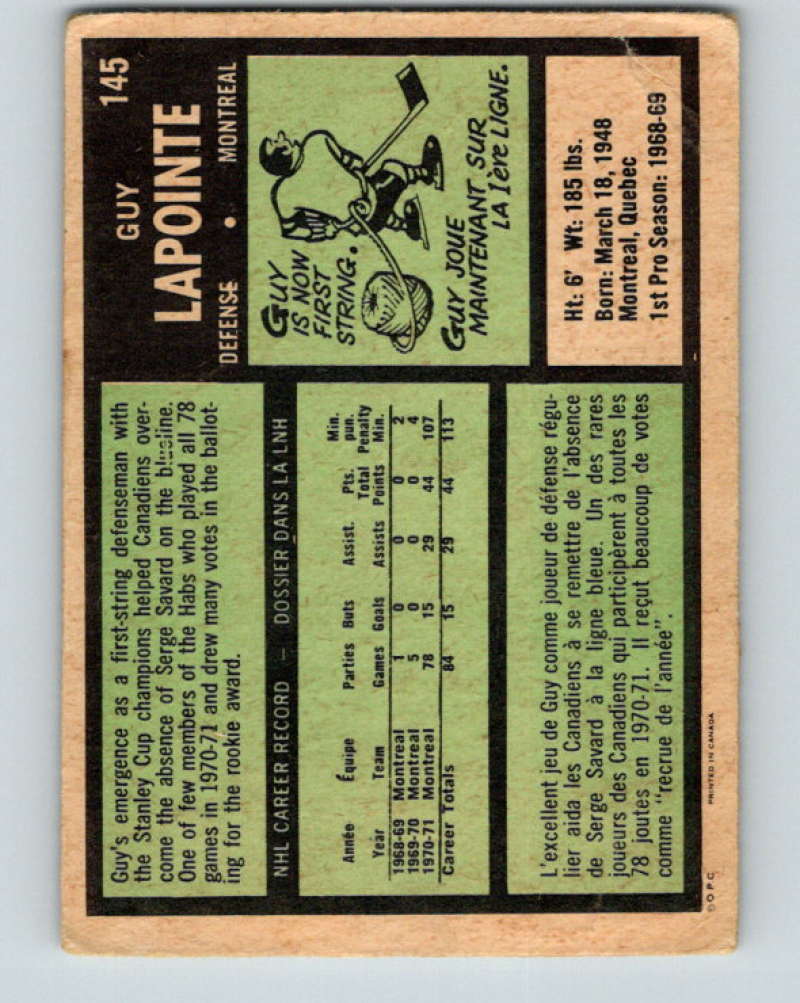 145
GUY
LAPOINTE
DEFENSE • MONTREAL
GUY
IS NOW
FIRST
STRING.
GUY JOUE
MAINTENANT SUR
LA 1ère LIGNE.
Ht: 6' Wt: 185 lbs.
Born: March 18, 1948
Montreal, Quebec
1st Pro Season: 1968-69
Guy's emergence as a first-string defenseman with
the Stanley Cup champions helped Canadiens over-
come the absence of Serge Savard on the blueline.
One of few members of the Habs who played all 78
games in 1970-71 and drew many votes in the ballot-
ing for the rookie award.
NHL CAREER RECORD — DOSSIER DANS LA LNH
Année Équipe Parties Buts Assist. Pts. Min. pun.
Year Team Games Goals Assists Total Points Penalty Min.
1968-69 Montreal 1 0 0 0 2
1969-70 Montreal 5 0 0 0 4
1970-71 Montreal 78 15 29 44 107
Career Totals 84 15 29 44 113
L'excellent jeu de Guy comme joueur de défense régu-
lier aida les Canadiens à se remettre de l'absence
de Serge Savard à la ligne bleue. Un des rares
joueurs des Canadiens qui participèrent à toutes les
78 joutes en 1970-71. Il reçut beaucoup de votes
comme "recrue de l'année".
©O.P.C. PRINTED IN CANADA